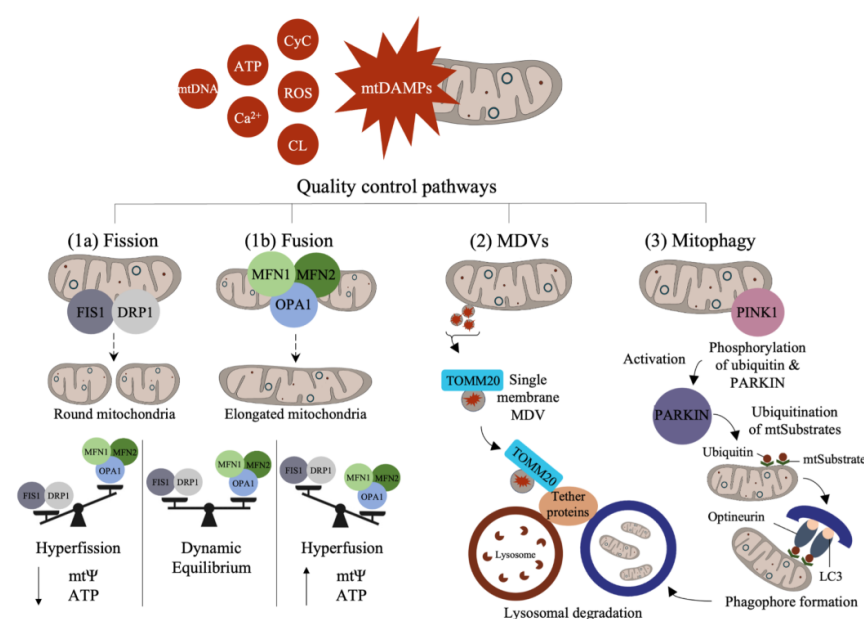 CyC
ATP
mtDNA
ROS
mtDAMPs
Ca2+
CL
Quality control pathways
(1a) Fission
(1b) Fusion
(2) MDVs
(3) Mitophagy
MFN1
MFN2
OPA1
FIS1
DRP1
PINK1
Round mitochondria
Elongated mitochondria
TOMM20
Single
membrane
MDV
Activation
Phosphorylation
of ubiquitin &
PARKIN
PARKIN
Ubiquitination
of mtSubstrates
Ubiquitin
mtSubstrate
MFN1
MFN2
OPA1
FIS1
DRP1
Hyperfission
mtΨ
ATP
MFN1
MFN2
OPA1
FIS1
DRP1
Dynamic
Equilibrium
FIS1
DRP1
MFN1
MFN2
OPA1
Hyperfusion
mtΨ
ATP
TOMM20
Tether
proteins
Lysosome
Lysosomal degradation
Optineurin
LC3
Phagophore formation